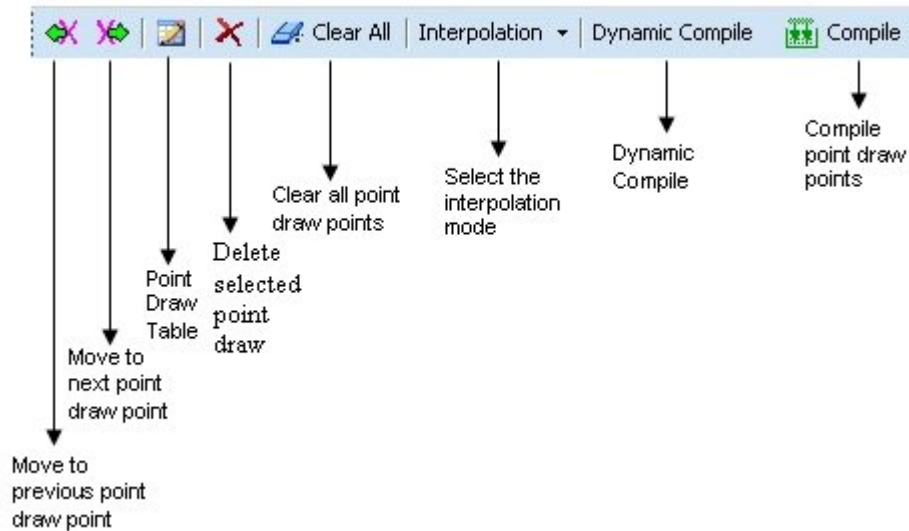 Clear All
Interpolation
Dynamic Compile
Compile
Compile
point draw
points
Dynamic
Compile
Select the
interpolation
mode
Clear all point
draw points
Delete
selected
point
draw
Point
Draw
Table
Move to
next point
draw point
Move to
previous point
draw point